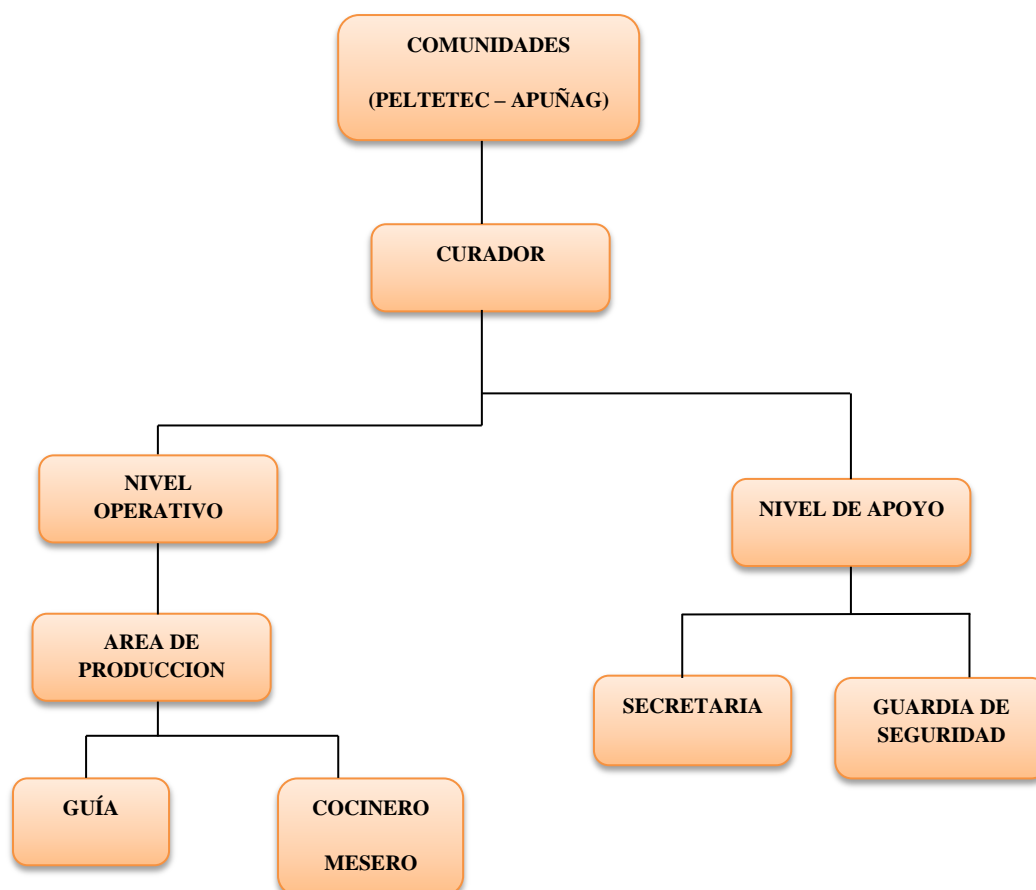 COMUNIDADES
(PELTETEC – APUÑAG)
CURADOR
NIVEL
OPERATIVO
NIVEL DE APOYO
AREA DE
PRODUCCION
SECRETARIA
GUARDIA DE
SEGURIDAD
GUÍA
COCINERO
MESERO